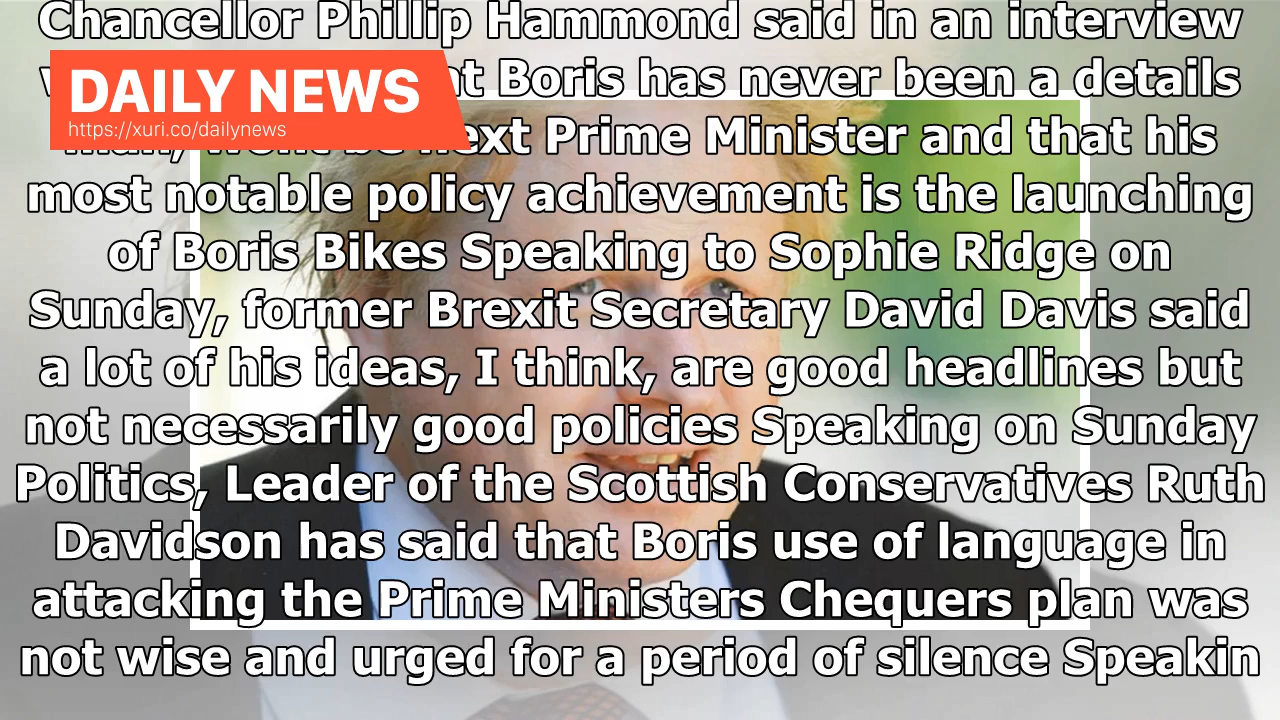 Chancellor Phillip Hammond said in an interview
DAILY NEWS
https://xuri.co/dailynews
Boris has never been a details
Prime Minister and that his
most notable policy achievement is the launching
of Boris Bikes Speaking to Sophie Ridge on
Sunday, former Brexit Secretary David Davis said
a lot of his ideas, I think, are good headlines but
not necessarily good policies Speaking on Sunday
Politics, Leader of the Scottish Conservatives Ruth
Davidson has said that Boris use of language in
attacking the Prime Ministers Chequers plan was
not wise and urged for a period of silence Speakin